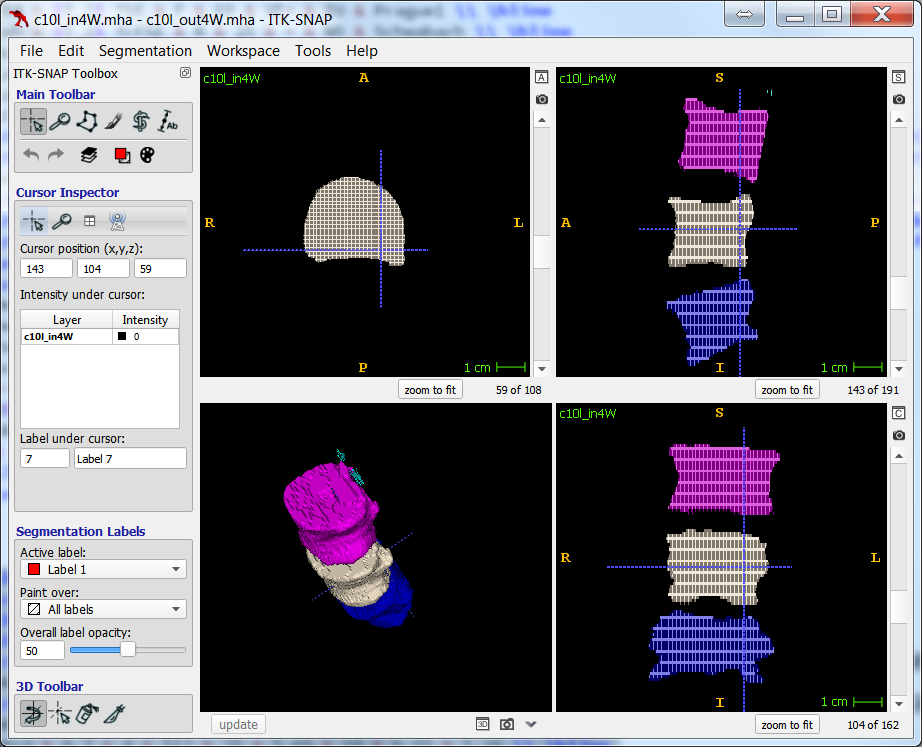 c10l_in4W.mha - c10l_out4W.mha - ITK-SNAP
File Edit Segmentation Workspace Tools Help
ITK-SNAP Toolbox
Main Toolbar
Cursor Inspector
Cursor position (x,y,z):
143 104 59
Intensity under cursor:
Layer Intensity
c10l_in4W 0
Label under cursor:
7 Label 7
Segmentation Labels
Active label:
Label 1
Paint over:
All labels
Overall label opacity:
50
3D Toolbar
c10l_in4W
A
R
L
P
1 cm
A
zoom to fit
59 of 108
c10l_in4W
S
A
P
I
1 cm
S
zoom to fit
143 of 191
update
3D
c10l_in4W
S
R
L
I
1 cm
C
zoom to fit
104 of 162